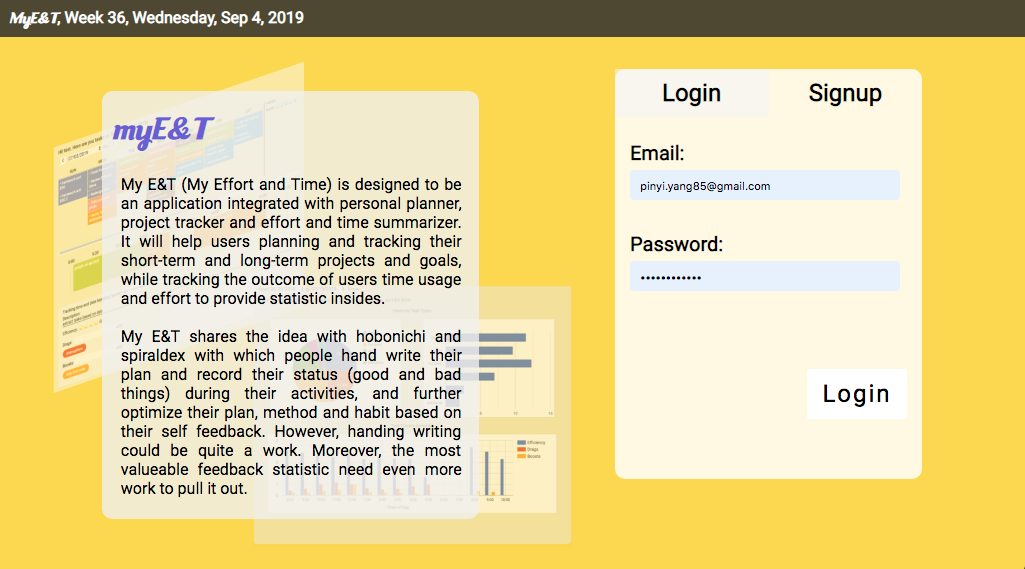 MyE&T, Week 36, Wednesday, Sep 4, 2019
myE&T
My E&T (My Effort and Time) is designed to be
an application integrated with personal planner,
project tracker and effort and time summarizer.
It will help users planning and tracking their
short-term and long-term projects and goals,
while tracking the outcome of users time usage
and effort to provide statistic insides.
My E&T shares the idea with hobonichi and
spiraldex with which people hand write their
plan and record their status (good and bad
things) during their activities, and further
optimize their plan, method and habit based on
their self feedback. However, handing writing
could be quite a work. Moreover, the most
valueable feedback statistic need even more
work to pull it out.
Login Signup
Email:
pinyi.yang85@gmail.com
Password:
••••••••••••
Login
Efficiency
Drags
Boosts